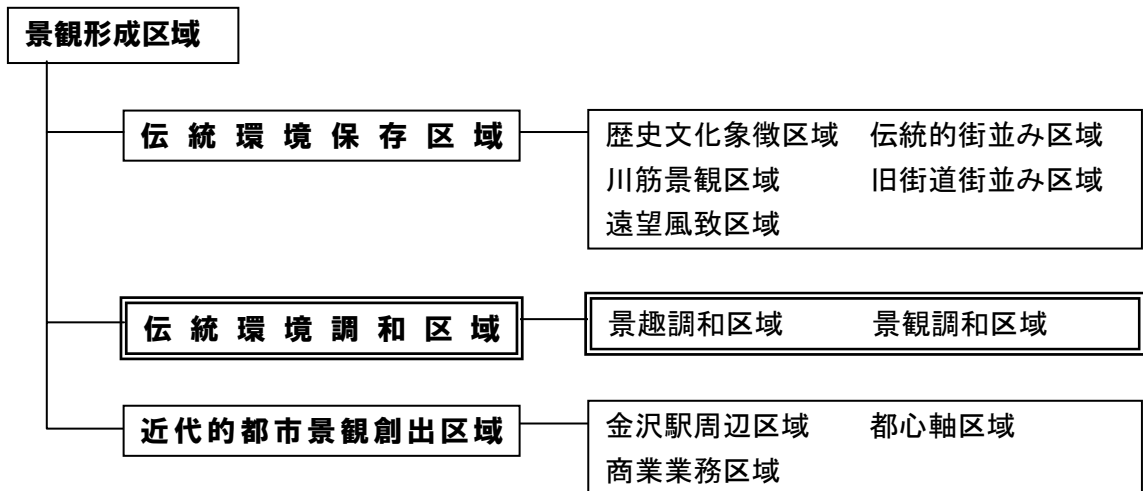 景観形成区域
伝統環境保存区域
歴史文化象徴区域 伝統的街並み区域
川筋景観区域 旧街道街並み区域
遠望風致区域
伝統環境調和区域
景趣調和区域 景観調和区域
近代的都市景観創出区域
金沢駅周辺区域 都心軸区域
商業業務区域